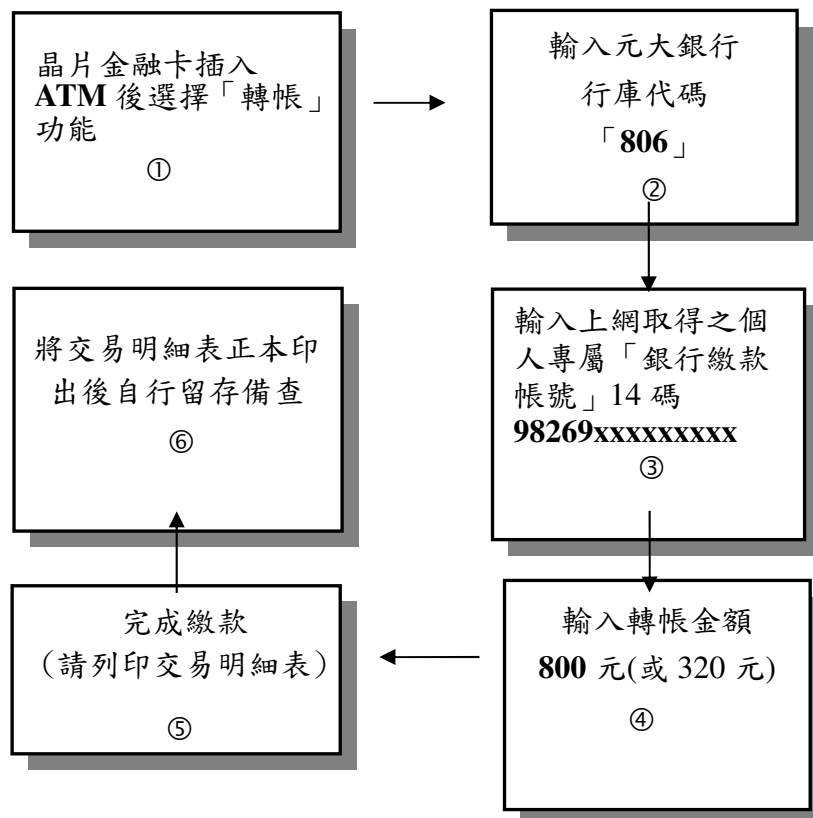 晶片金融卡插入
ATM 後選擇「轉帳」
功能
①
輸入元大銀行
行庫代碼
「806」
②
輸入上網取得之個
人專屬「銀行繳款
帳號」14 碼
98269xxxxxxxxx
③
輸入轉帳金額
800 元(或 320 元)
④
完成繳款
（請列印交易明細表）
⑤
將交易明細表正本印
出後自行留存備查
⑥